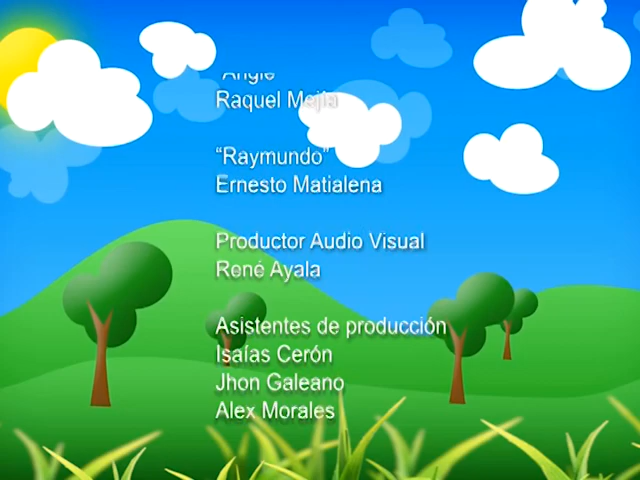 "Angie
Raquel Mejía

“Raymundo”
Ernesto Matialena

Productor Audio Visual
René Ayala

Asistentes de producción
Isaías Cerón
Jhon Galeano
Alex Morales